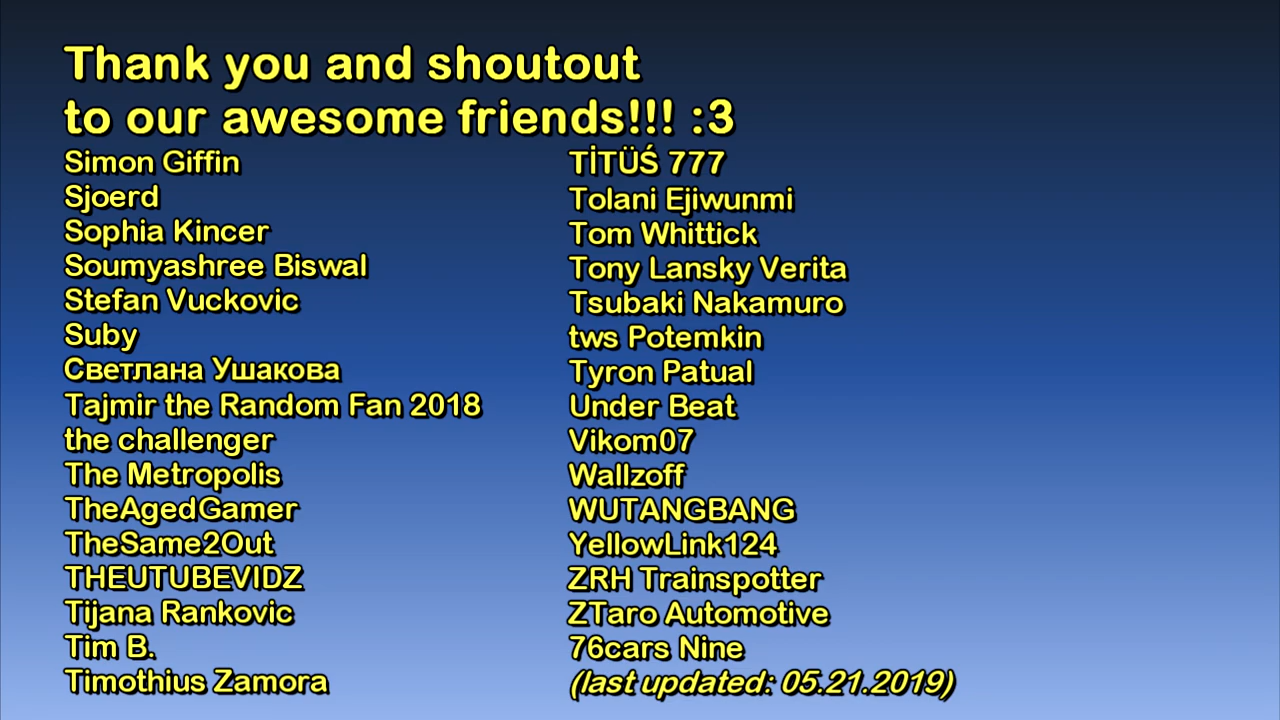 Thank you and shoutout
to our awesome friends!!! :3
Simon Giffin
Sjoerd
Sophia Kincer
Soumyashree Biswal
Stefan Vuckovic
Suby
Светлана Ушакова
Tajmir the Random Fan 2018
the challenger
The Metropolis
TheAgedGamer
TheSame2Out
THEUTUBEVIDZ
Tijana Rankovic
Tim B.
Timothius Zamora
TİTÜŚ 777
Tolani Ejiwunmi
Tom Whittick
Tony Lansky Verita
Tsubaki Nakamuro
tws Potemkin
Tyron Patual
Under Beat
Vikom07
Wallzoff
WUTANGBANG
YellowLink124
ZRH Trainspotter
ZTaro Automotive
76cars Nine
(last updated: 05.21.2019)